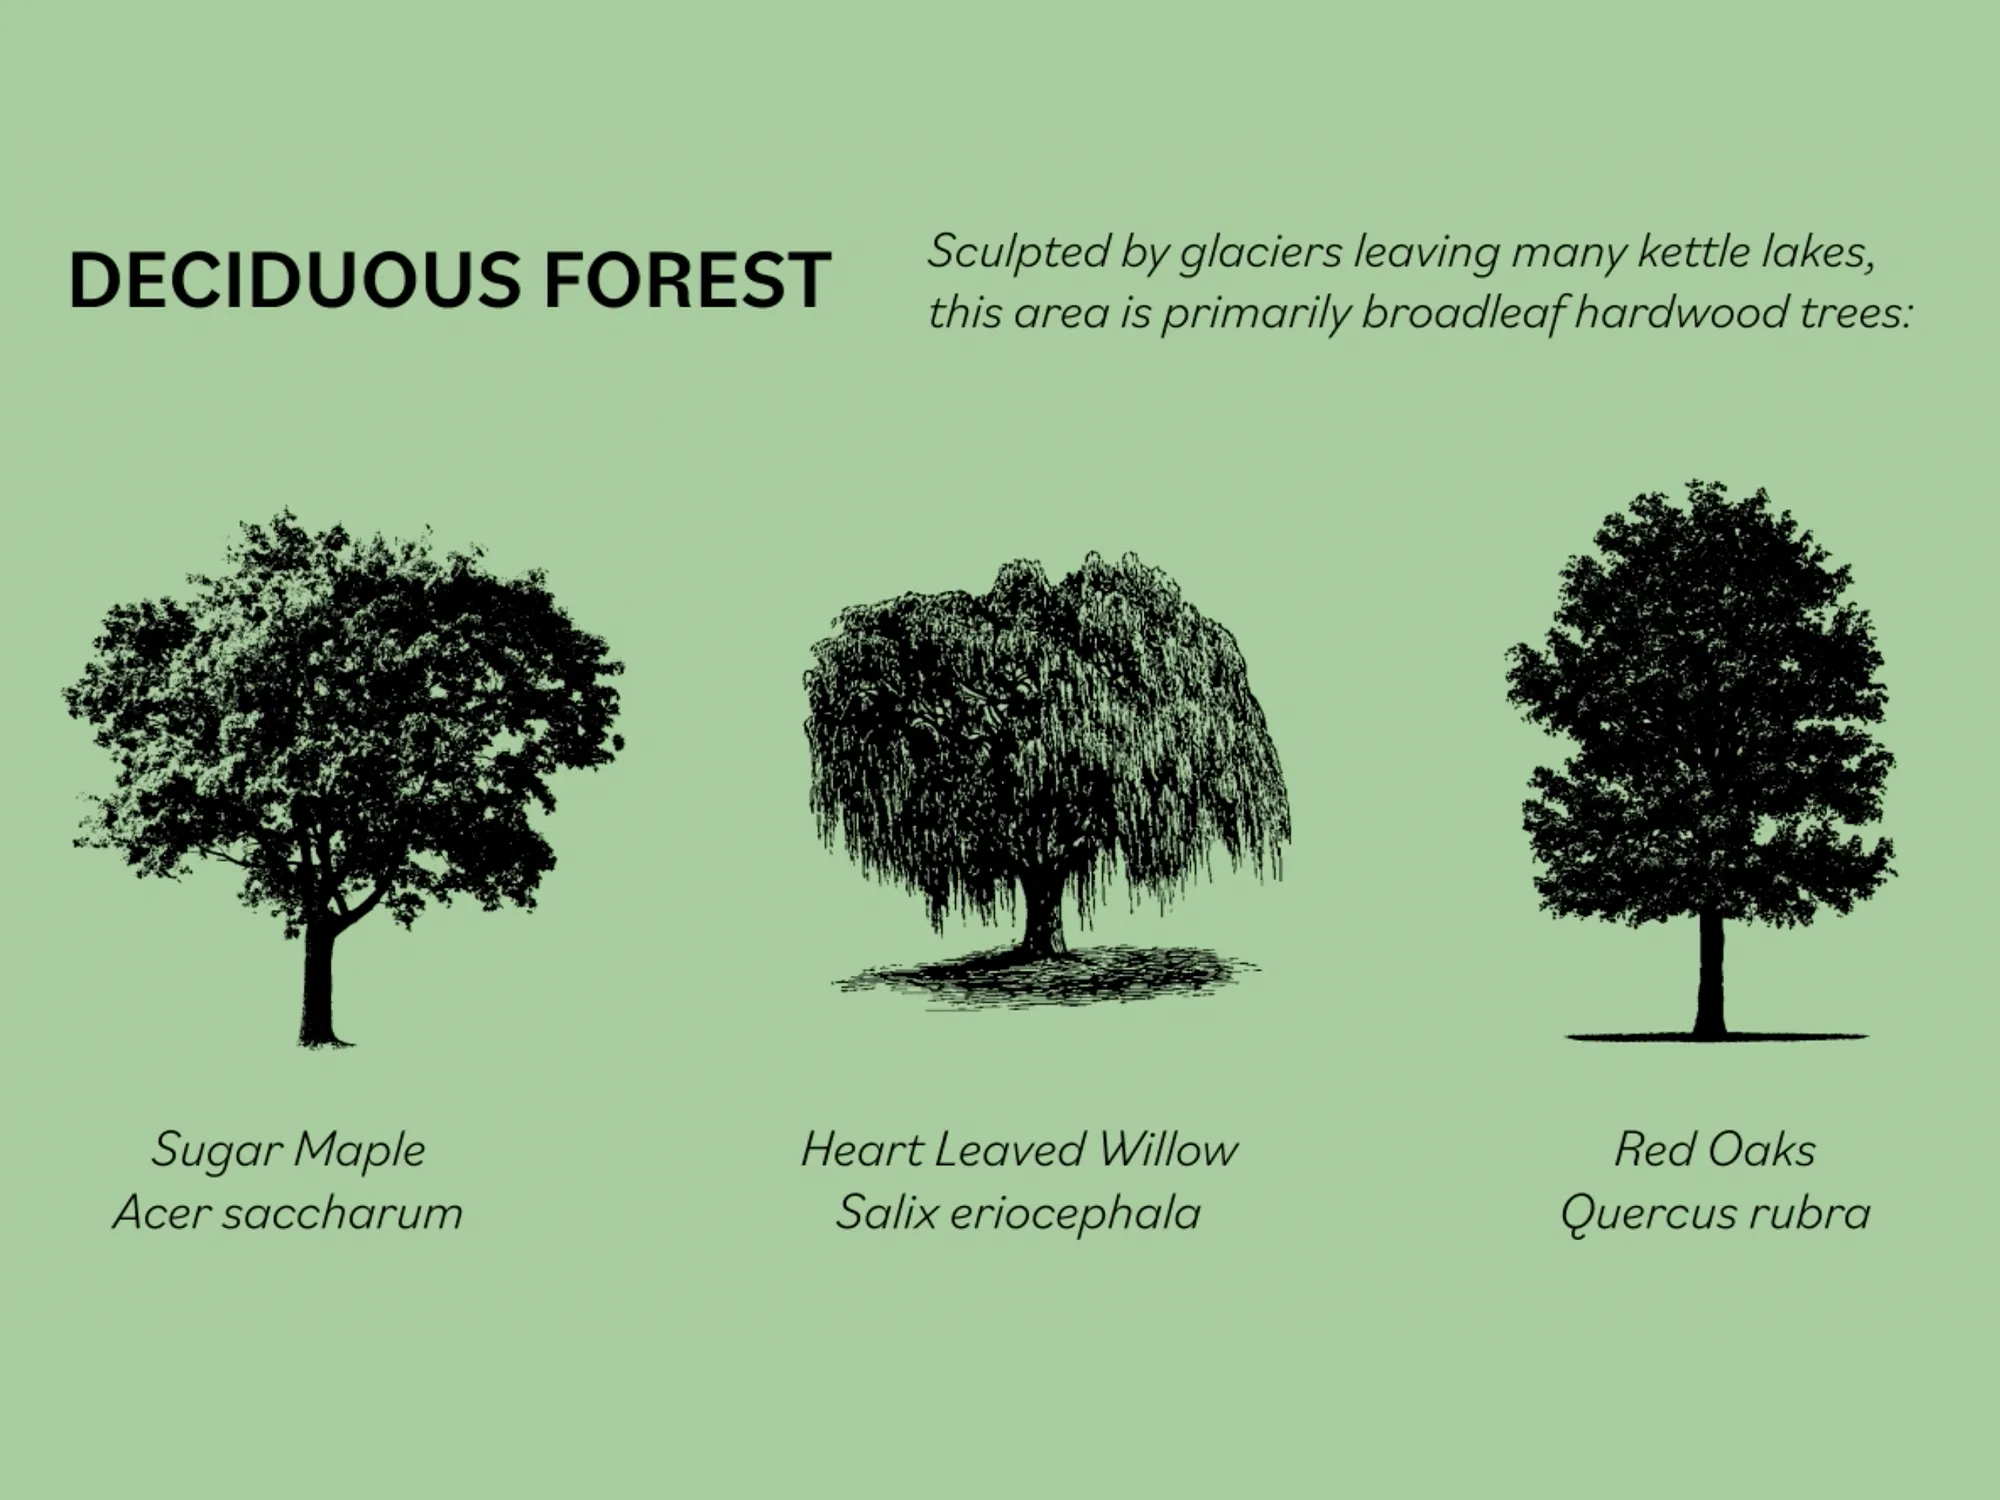 DECIDUOUS FOREST
Sculpted by glaciers leaving many kettle lakes,
this area is primarily broadleaf hardwood trees:
Sugar Maple
Acer saccharum
Heart Leaved Willow
Salix eriocephala
Red Oaks
Quercus rubra